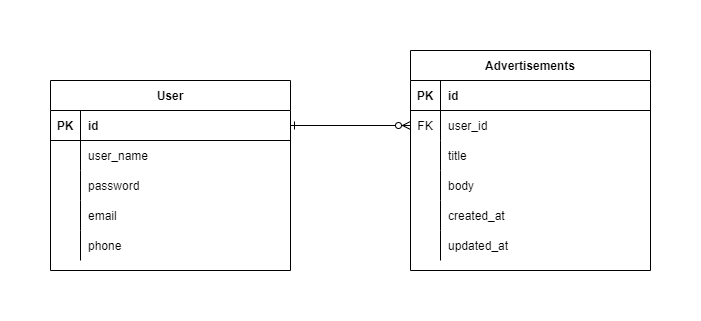 User
PK id
user_name
password
email
phone
Advertisements
PK id
FK user_id
title
body
created_at
updated_at